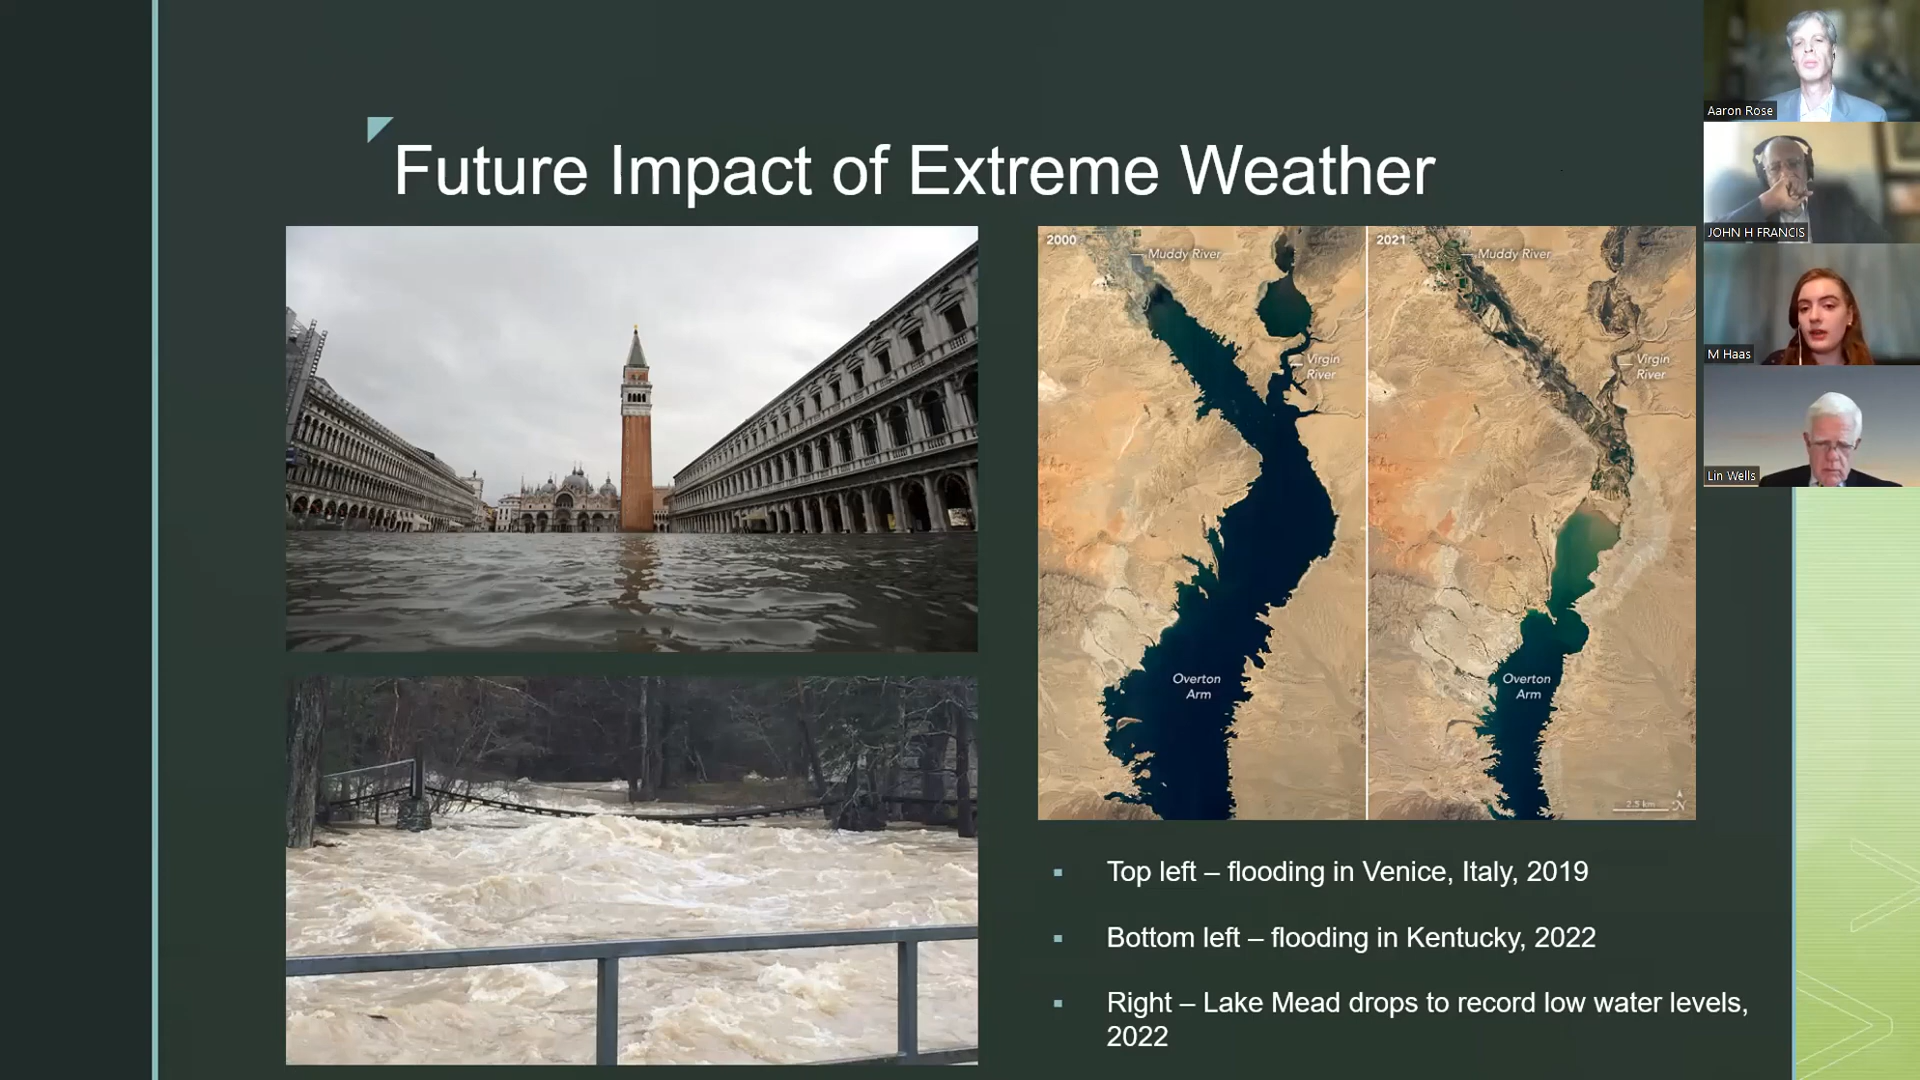 Future Impact of Extreme Weather
2000
Muddy River
Virgin
River
Overton
Arm
2021
Muddy River
Virgin
River
Overton
Arm
2.5 km
N
Top left – flooding in Venice, Italy, 2019
Bottom left – flooding in Kentucky, 2022
Right – Lake Mead drops to record low water levels,
2022
Aaron Rose
JOHN H FRANCIS
M Haas
Lin Wells